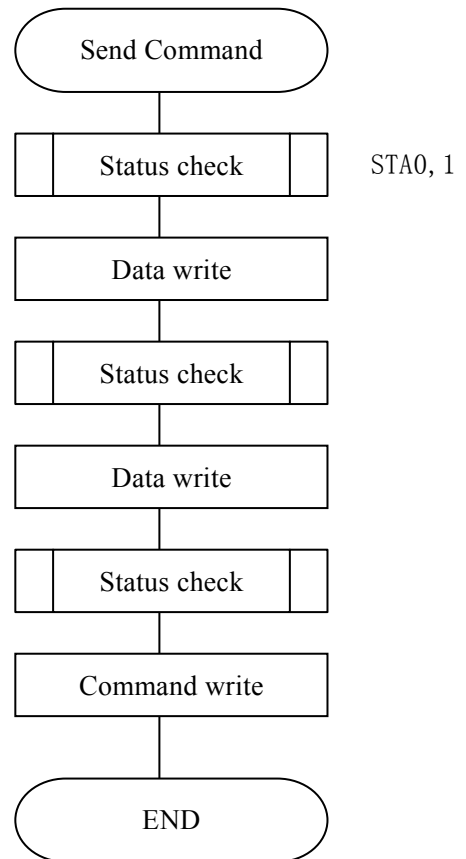 Send Command
Status check STA0, 1
Data write
Status check
Data write
Status check
Command write
END